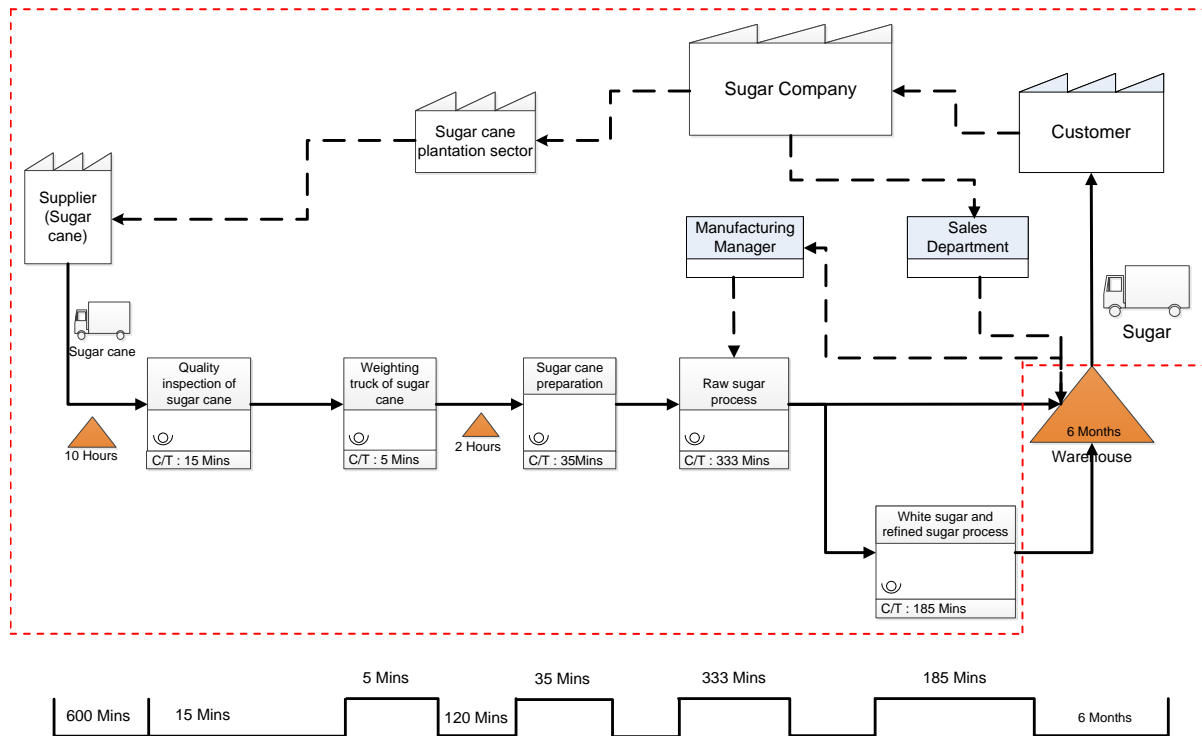 Sugar Company
Customer
Sugar cane
plantation sector
Supplier
(Sugar
cane)
Manufacturing
Manager
Sales
Department
Sugar cane
Sugar
Quality
inspection of
sugar cane
C/T : 15 Mins
Weighting
truck of sugar
cane
C/T : 5 Mins
Sugar cane
preparation
C/T : 35Mins
Raw sugar
process
C/T : 333 Mins
10 Hours
2 Hours
6 Months
Warehouse
White sugar and
refined sugar process
C/T : 185 Mins
600 Mins
15 Mins
5 Mins
120 Mins
35 Mins
333 Mins
185 Mins
6 Months